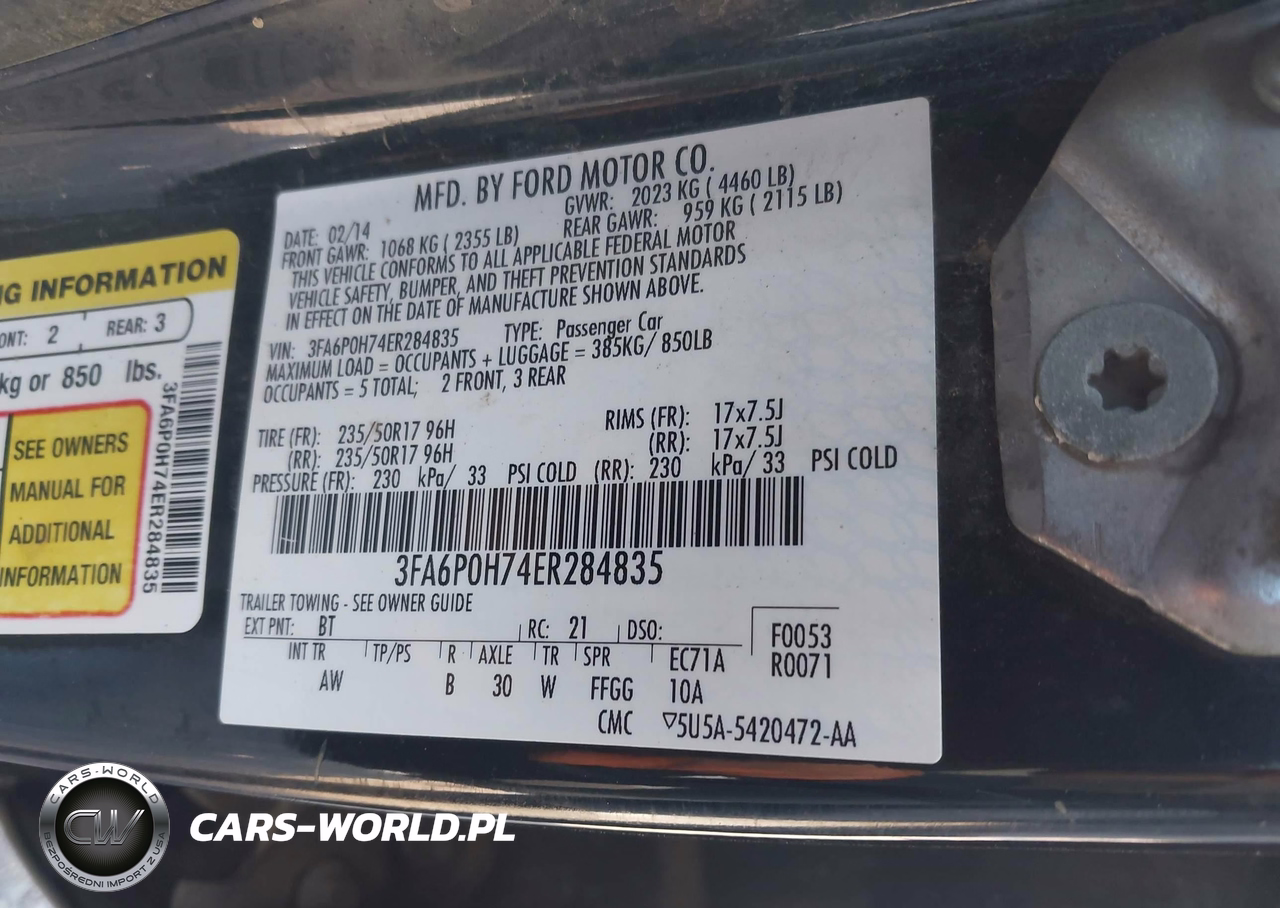 MFD. BY FORD MOTOR CO.
DATE: 02/14 GVWR: 2023 KG ( 4460 LB)
FRONT GAWR: 1068 KG ( 2355 LB) REAR GAWR: 959 KG ( 2115 LB)
THIS VEHICLE CONFORMS TO ALL APPLICABLE FEDERAL MOTOR
VEHICLE SAFETY, BUMPER, AND THEFT PREVENTION STANDARDS
IN EFFECT ON THE DATE OF MANUFACTURE SHOWN ABOVE.
VIN: 3FA6P0H74ER284835 TYPE: Passenger Car
MAXIMUM LOAD = OCCUPANTS + LUGGAGE = 385KG/ 850LB
OCCUPANTS = 5 TOTAL; 2 FRONT, 3 REAR
TIRE (FR): 235/50R17 96H RIMS (FR): 17x7.5J
(RR): 235/50R17 96H (RR): 17x7.5J
PRESSURE (FR): 230 kPa/ 33 PSI COLD (RR): 230 kPa/ 33 PSI COLD
3FA6P0H74ER284835
TRAILER TOWING - SEE OWNER GUIDE
EXT PNT: BT RC: 21 DSO: F0053
INT TR TP/PS R AXLE TR SPR EC71A R0071
AW B 30 W FFGG 10A
CMC ▽5U5A-5420472-AA
NG INFORMATION
ONT: 2 REAR: 3
kg or 850 lbs.
SEE OWNERS
MANUAL FOR
ADDITIONAL
INFORMATION
3FA6P0H74ER284835
CARS-WORLD
CW
BEZPOŚREDNI IMPORT Z USA
CARS-WORLD.PL